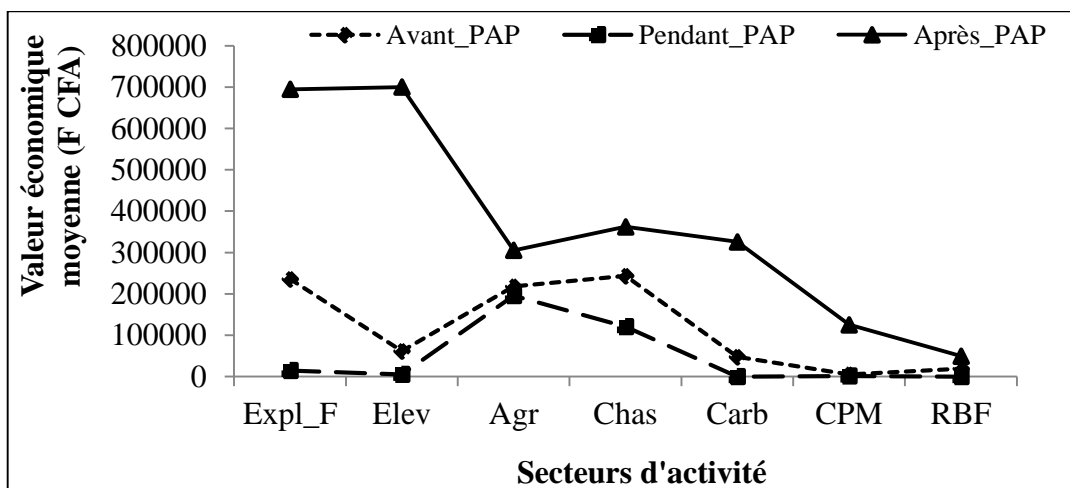 Avant_PAP Pendant_PAP Après_PAP
Valeur économique
moyenne (F CFA)
800000
700000
600000
500000
400000
300000
200000
100000
0
Expl_F Elev Agr Chas Carb CPM RBF
Secteurs d'activité